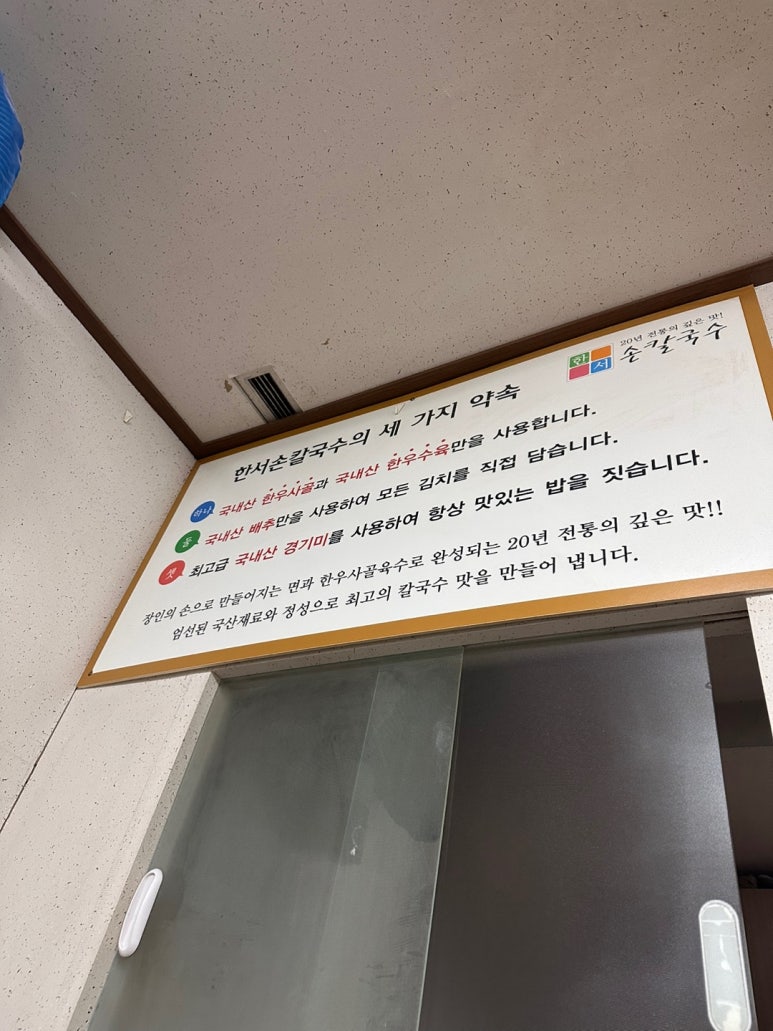 20년 전통의 깊은 맛!
한서 손칼국수
한서손칼국수의 세 가지 약속
하나 국내산 한우사골과 국내산 한우수육만을 사용합니다.
둘 국내산 배추만을 사용하여 모든 김치를 직접 담습니다.
셋 최고급 국내산 경기미를 사용하여 항상 맛있는 밥을 짓습니다.
장인의 손으로 만들어지는 면과 한우사골육수로 완성되는 20년 전통의 깊은 맛!!
엄선된 국산재료와 정성으로 최고의 칼국수 맛을 만들어 냅니다.